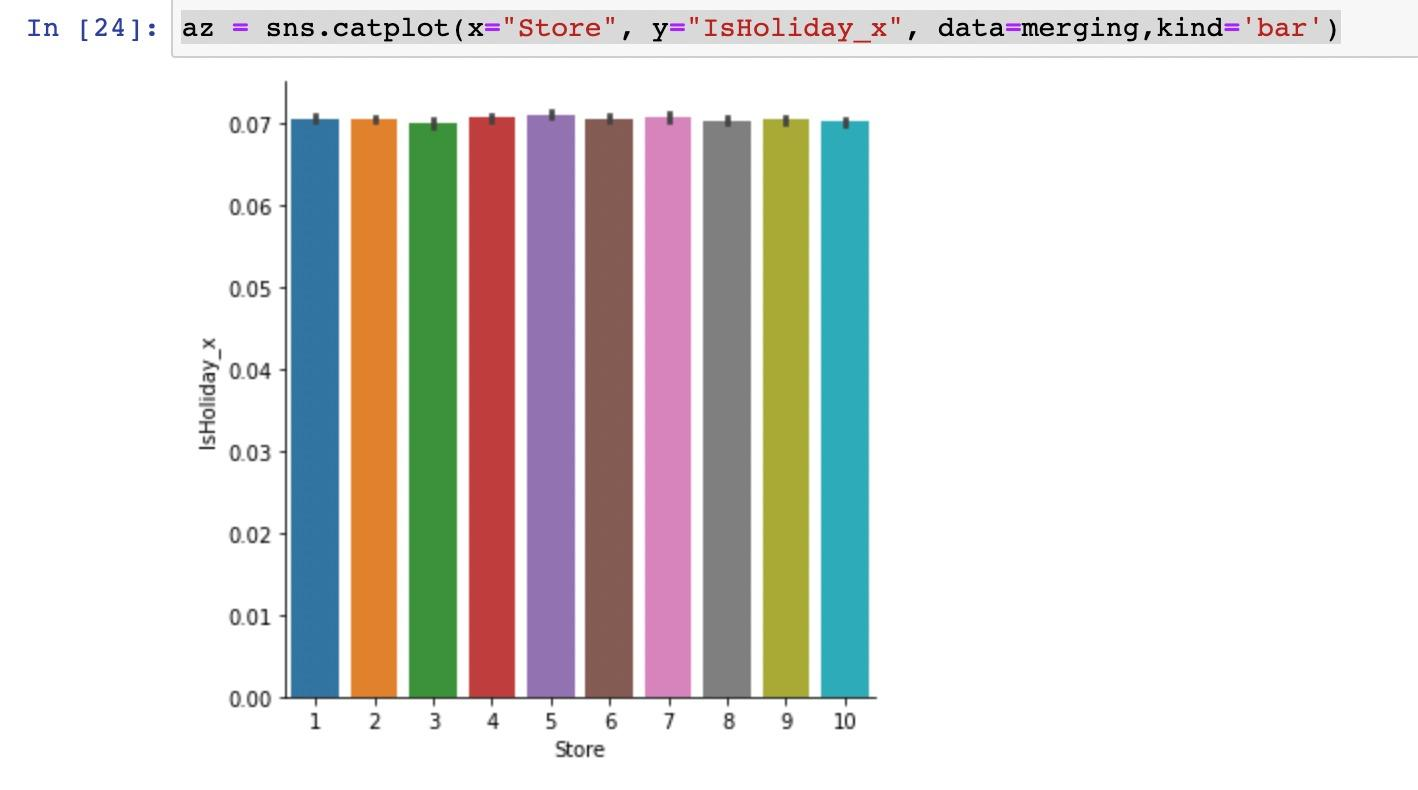 In [24]: az = sns.catplot(x="Store", y="IsHoliday_x", data=merging,kind='bar')
0.07
0.06
0.05
0.04
0.03
0.02
0.01
0.00
IsHoliday_x
1 2 3 4 5 6 7 8 9 10
Store